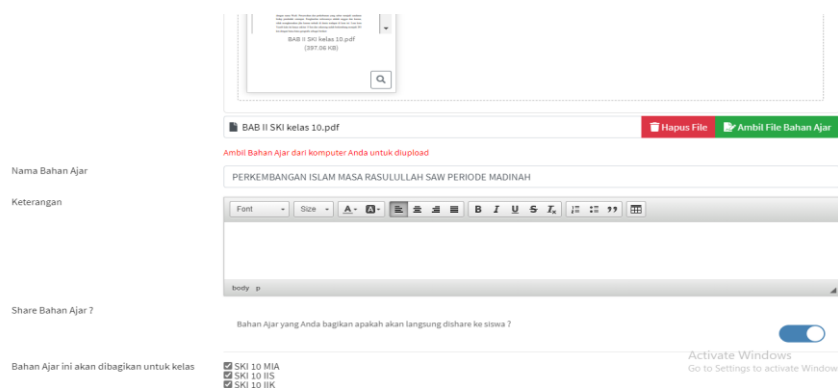 BAB II SKI kelas 10.pdf
(397.06 KB)
BAB II SKI kelas 10.pdf
Hapus File
Ambil File Bahan Ajar
Ambil Bahan Ajar dari komputer Anda untuk diupload
Nama Bahan Ajar
PERKEMBANGAN ISLAM MASA RASULULLAH SAW PERIODE MADINAH
Keterangan
Font Size A A B I U S Tx
body p
Share Bahan Ajar ?
Bahan Ajar yang Anda bagikan apakah akan langsung dishare ke siswa ?
Bahan Ajar ini akan dibagikan untuk kelas
SKI 10 MIA
SKI 10 IIS
SKI 10 IIK
Activate Windows
Go to Settings to activate Window